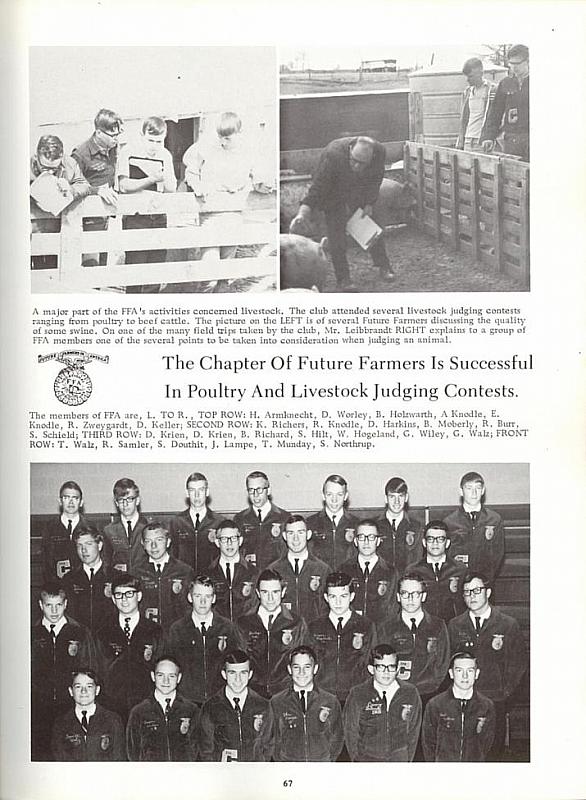 A major part of the FFA's activities concerned livestock. The club attended several livestock judging contests
ranging from poultry to beef cattle. The picture on the LEFT is of several Future Farmers discussing the quality
of some swine. On one of the many field trips taken by the club, Mr. Leibbrandt RIGHT explains to a group of
FFA members one of the several points to be taken into consideration when judging an animal.
FUTURE FARMERS OF AMERICA
FFA
The Chapter Of Future Farmers Is Successful
In Poultry And Livestock Judging Contests.
The members of FFA are, L. TO R., TOP ROW: H. Armknecht, D. Worley, B. Holzwarth, A Knodle, E.
Knodle, R. Zweygardt, D. Keller; SECOND ROW: K. Richers, R. Knodle, D. Harkins, B. Moberly, R. Burr,
S. Schield; THIRD ROW: D. Krien, D. Krien, B. Richard, S. Hilt, W. Hogeland, G. Wiley, G. Walz; FRONT
ROW: T. Walz, R. Samler, S. Douthit, J. Lampe, T. Munday, S. Northrup.
67